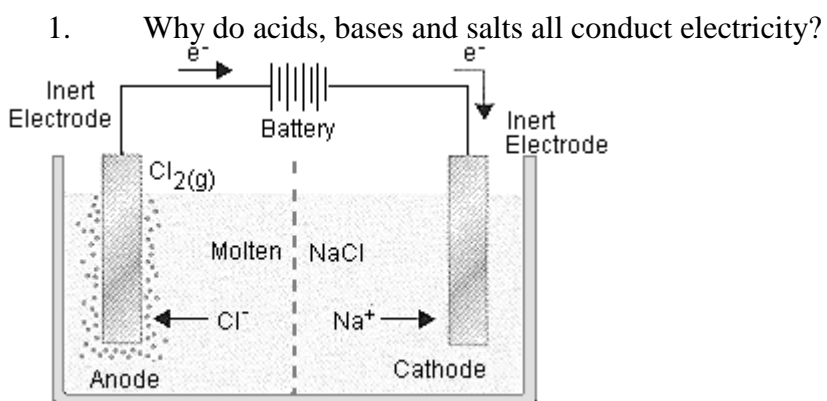 1. Why do acids, bases and salts all conduct electricity?
e-
e-
Inert
Electrode
Battery
Inert
Electrode
Cl2(g)
Molten NaCl
Cl-
Na+
Anode
Cathode